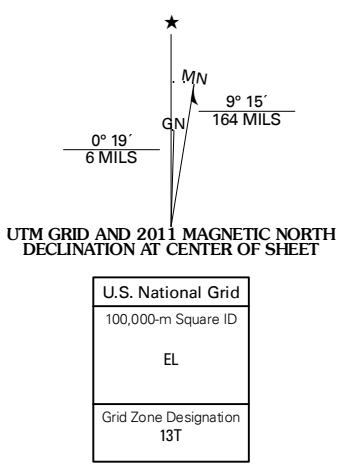 ★
MN
9° 15´
164 MILS
GN
0° 19´
6 MILS
UTM GRID AND 2011 MAGNETIC NORTH
DECLINATION AT CENTER OF SHEET
U.S. National Grid
100,000-m Square ID
EL
Grid Zone Designation
13T